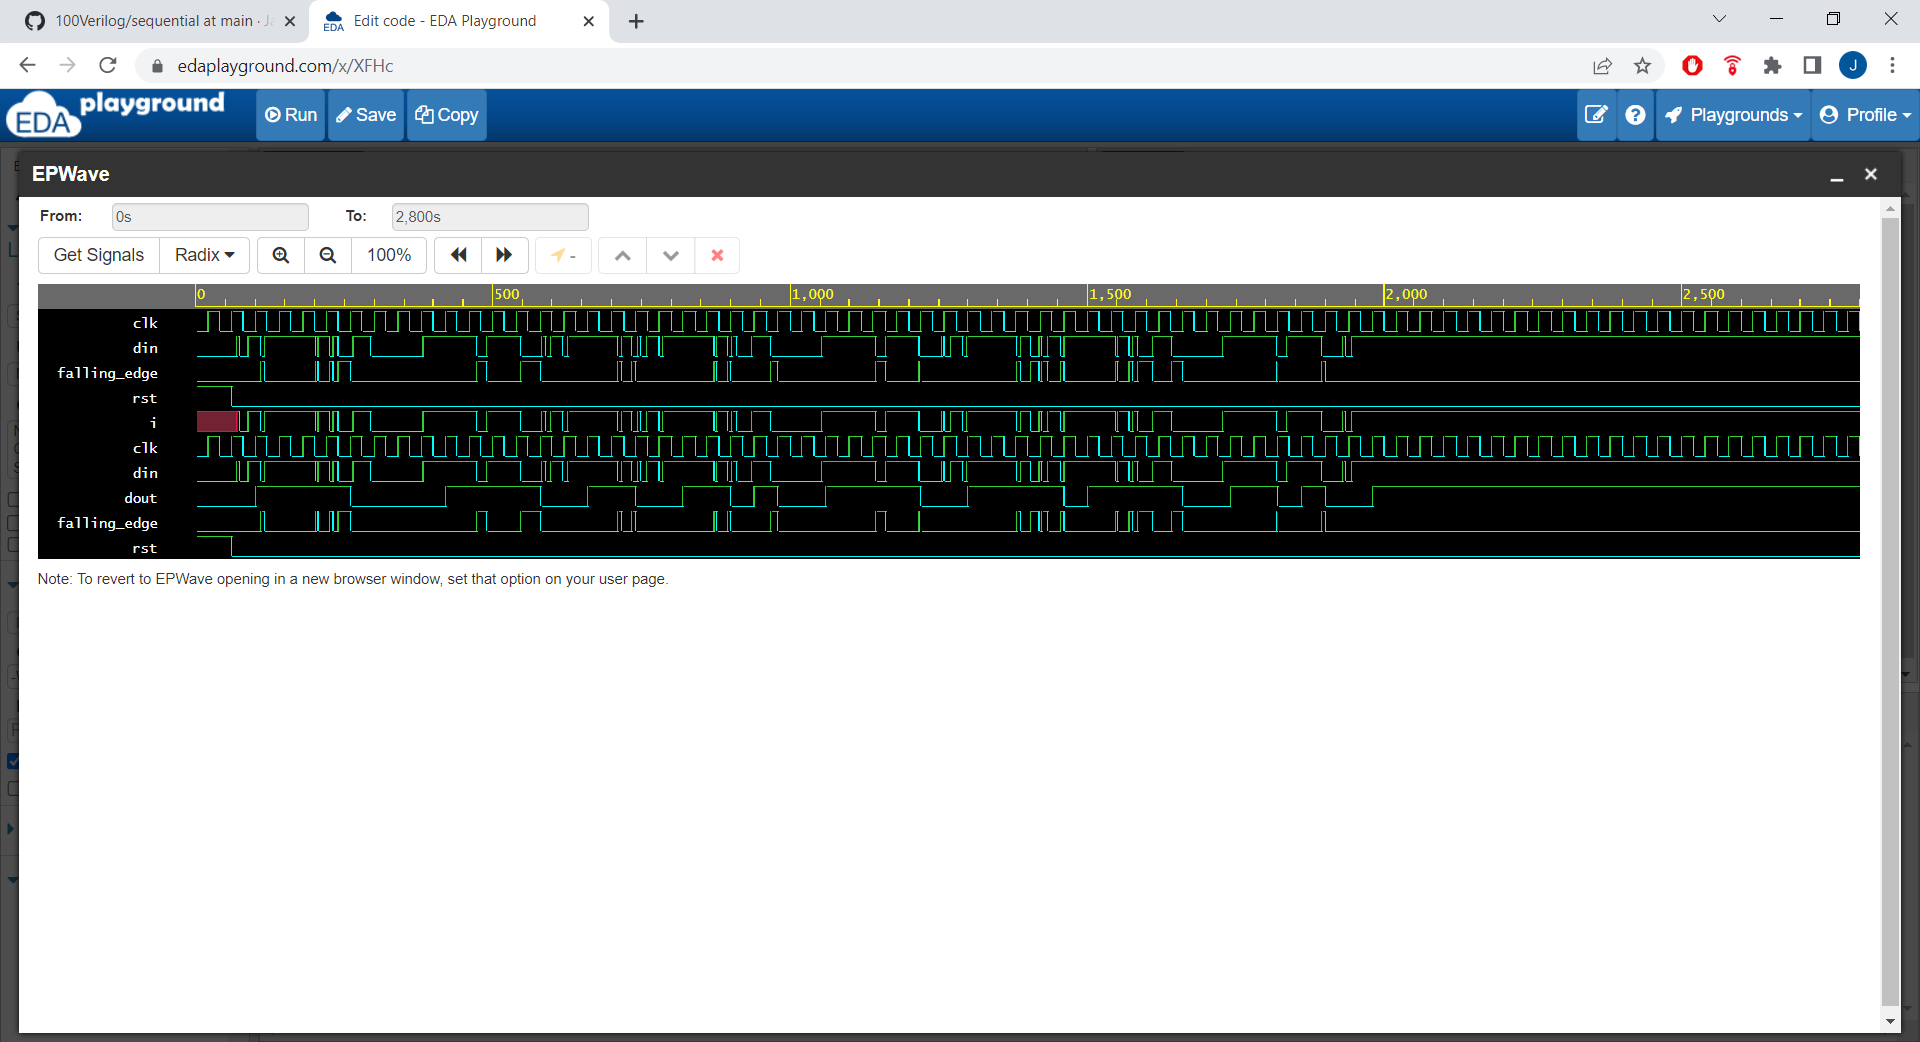 100Verilog/sequential at main · Ja
Edit code - EDA Playground
edaplayground.com/x/XFHc
J
EDA playground
Run
Save
Copy
Playgrounds
Profile
EPWave
From:
0s
To:
2,800s
Get Signals
Radix
100%
-
0
500
1,000
1,500
2,000
2,500
clk
din
falling_edge
rst
i
clk
din
dout
falling_edge
rst
Note: To revert to EPWave opening in a new browser window, set that option on your user page.